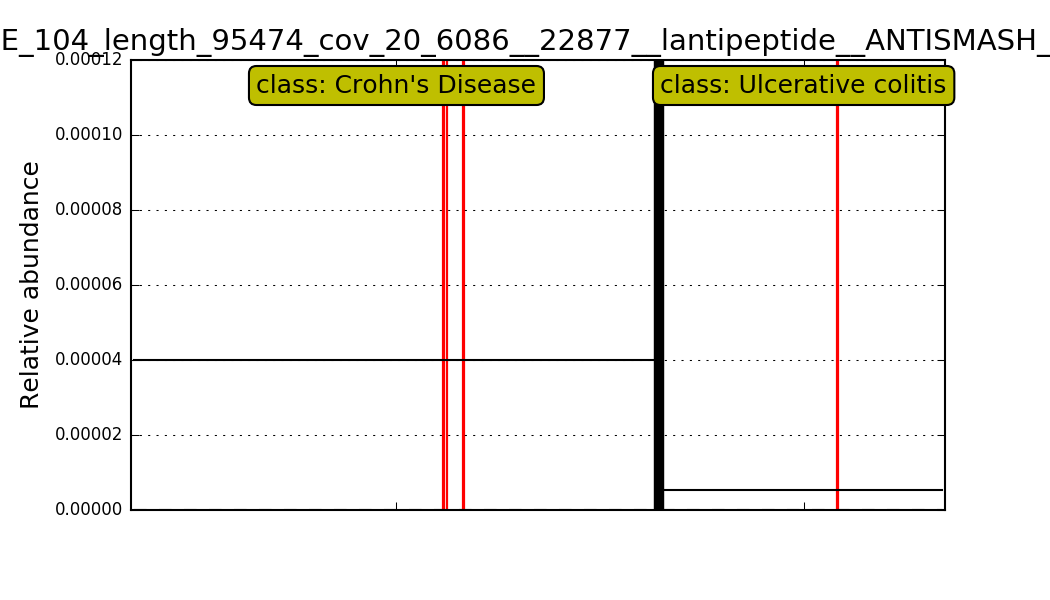 E_104_length_95474_cov_20_6086__22877__lantipeptide__ANTISMASH_
0.00012
class: Crohn's Disease
class: Ulcerative colitis
0.00010
0.00008
0.00006
0.00004
0.00002
0.00000
Relative abundance